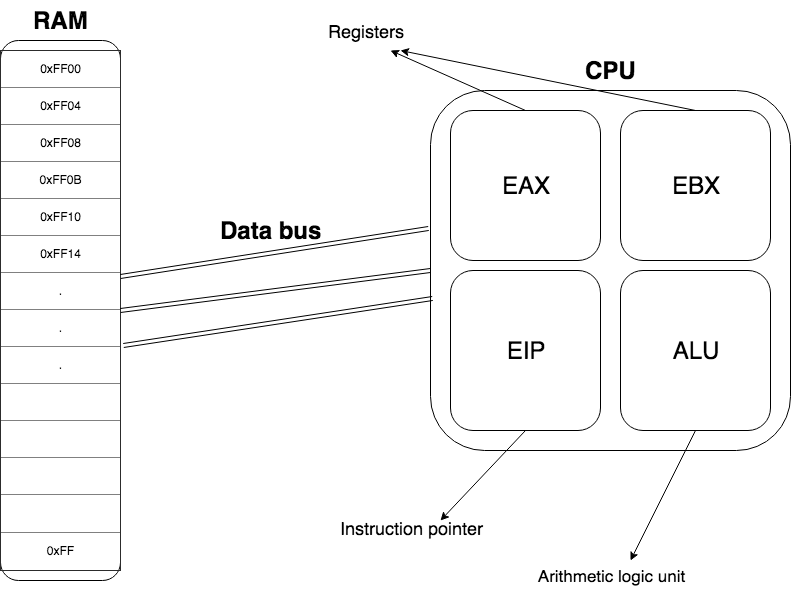 RAM
0xFF00
0xFF04
0xFF08
0xFF0B
0xFF10
0xFF14
.
.
.
0xFF
Data bus
Registers
CPU
EAX
EBX
EIP
ALU
Instruction pointer
Arithmetic logic unit